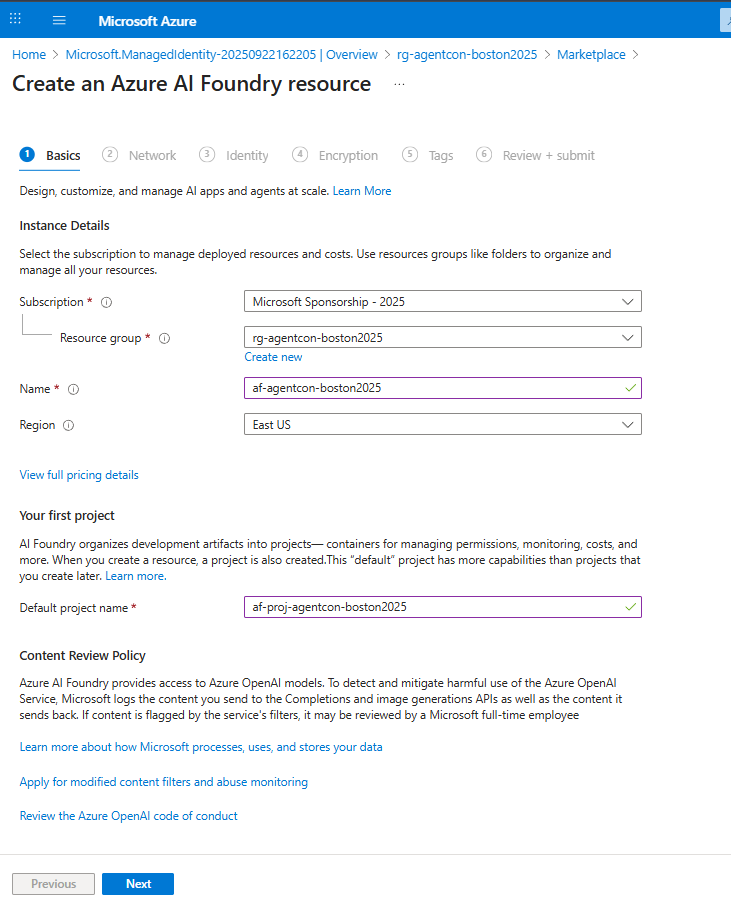 Microsoft Azure
Home > Microsoft.ManagedIdentity-20250922162205 | Overview > rg-agentcon-boston2025 > Marketplace >
Create an Azure AI Foundry resource ...
1 Basics 2 Network 3 Identity 4 Encryption 5 Tags 6 Review + submit
Design, customize, and manage AI apps and agents at scale. Learn More
Instance Details
Select the subscription to manage deployed resources and costs. Use resources groups like folders to organize and
manage all your resources.
Subscription * Microsoft Sponsorship - 2025
Resource group * rg-agentcon-boston2025
Create new
Name * af-agentcon-boston2025
Region East US
View full pricing details
Your first project
AI Foundry organizes development artifacts into projects— containers for managing permissions, monitoring, costs, and
more. When you create a resource, a project is also created.This “default” project has more capabilities than projects that
you create later. Learn more.
Default project name * af-proj-agentcon-boston2025
Content Review Policy
Azure AI Foundry provides access to Azure OpenAI models. To detect and mitigate harmful use of the Azure OpenAI
Service, Microsoft logs the content you send to the Completions and image generations APIs as well as the content it
sends back. If content is flagged by the service's filters, it may be reviewed by a Microsoft full-time employee
Learn more about how Microsoft processes, uses, and stores your data
Apply for modified content filters and abuse monitoring
Review the Azure OpenAI code of conduct
Previous Next